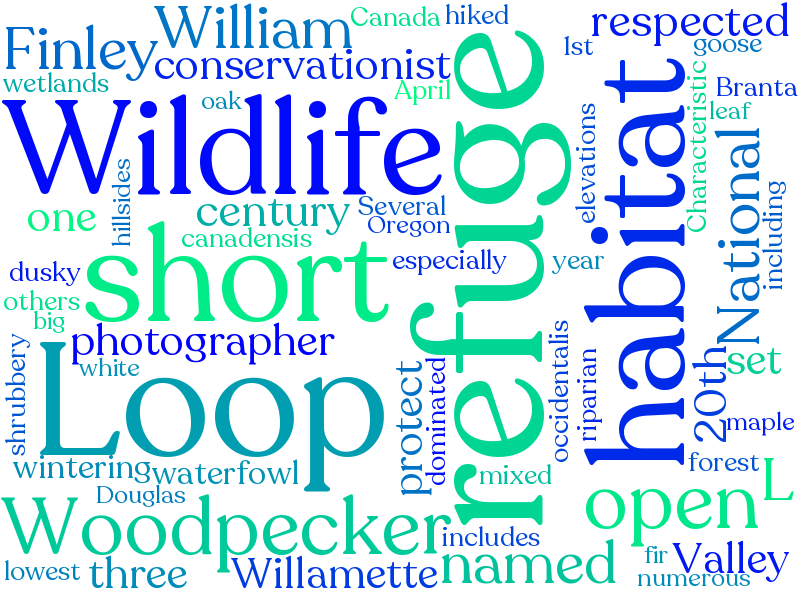 William
Canada
hiked
respected
Finley
conservationist
lst
goose
wetlands
oak
April
Branta
leaf
Wildlife
refuge
habitat
elevations
Characteristic
National
including
hillsides
one
century
Several
Oregon
canadensis
dusky
short
especially
year
others
big
photographer
white
Loop
shrubbery
protect
dominated
occidentalis
riparian
20th
set
maple
wintering
waterfowl
Douglas
mixed
forest
L
Woodpecker
includes
open
named
lowest
three
Willamette
fir
Valley
numerous